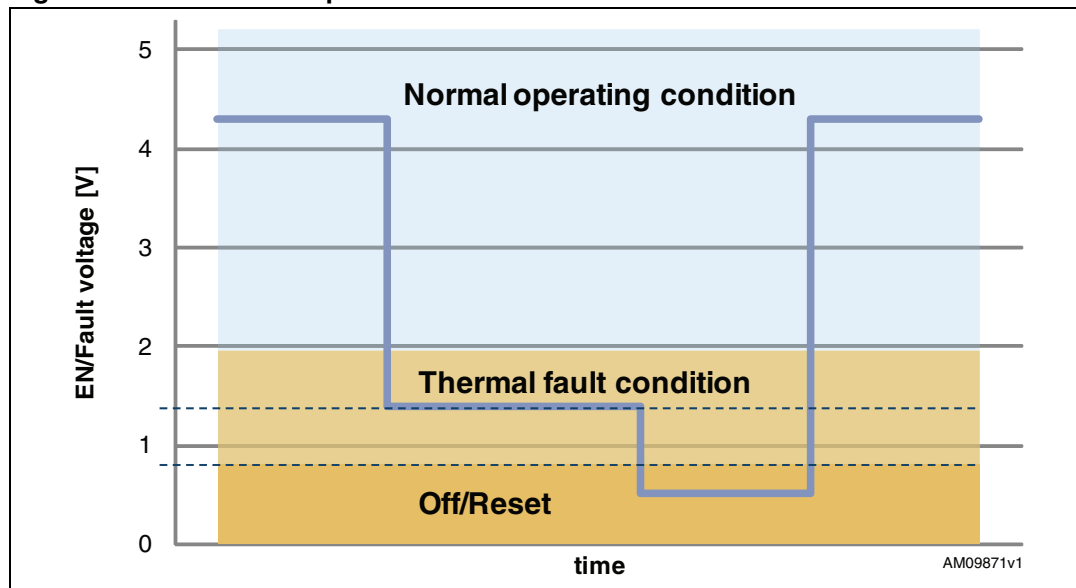 5
Normal operating condition
4
EN/Fault voltage [V]
3
2
Thermal fault condition
1
Off/Reset
0
time
AM09871v1